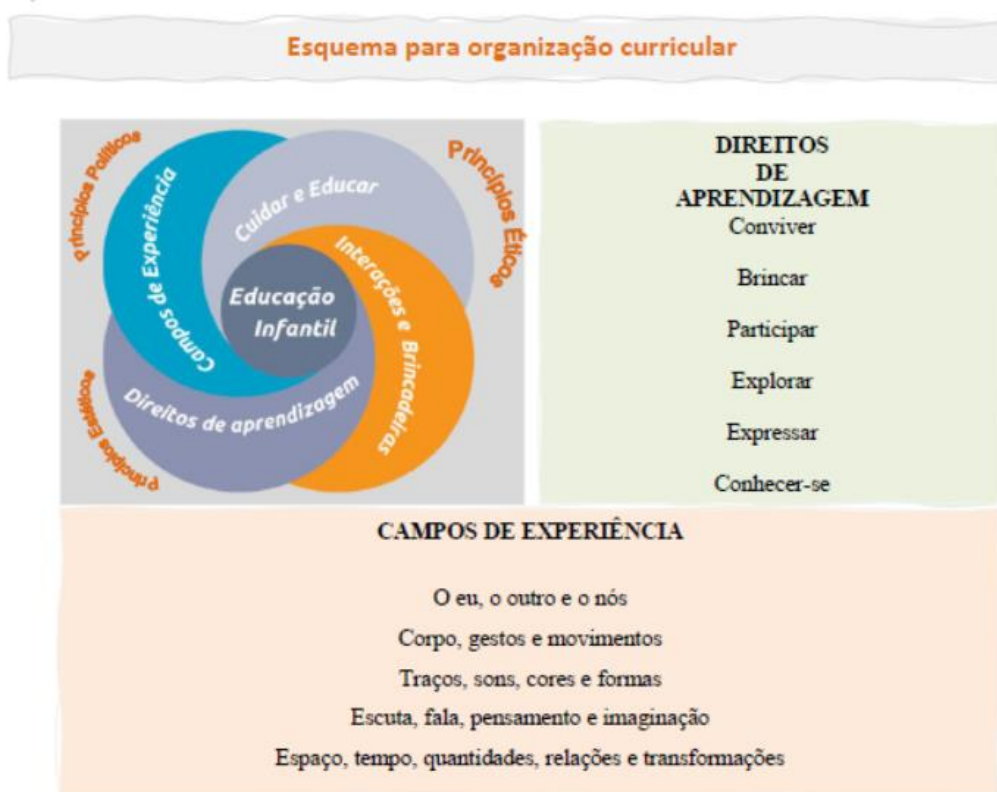 Esquema para organização curricular
Princípios Políticos
Princípios Éticos
Princípios Estéticos
Campos de Experiência
Cuidar e Educar
Interações e Brincadeiras
Direitos de aprendizagem
Educação
Infantil
DIREITOS
DE
APRENDIZAGEM
Conviver
Brincar
Participar
Explorar
Expressar
Conhecer-se
CAMPOS DE EXPERIÊNCIA
O eu, o outro e o nós
Corpo, gestos e movimentos
Traços, sons, cores e formas
Escuta, fala, pensamento e imaginação
Espaço, tempo, quantidades, relações e transformações